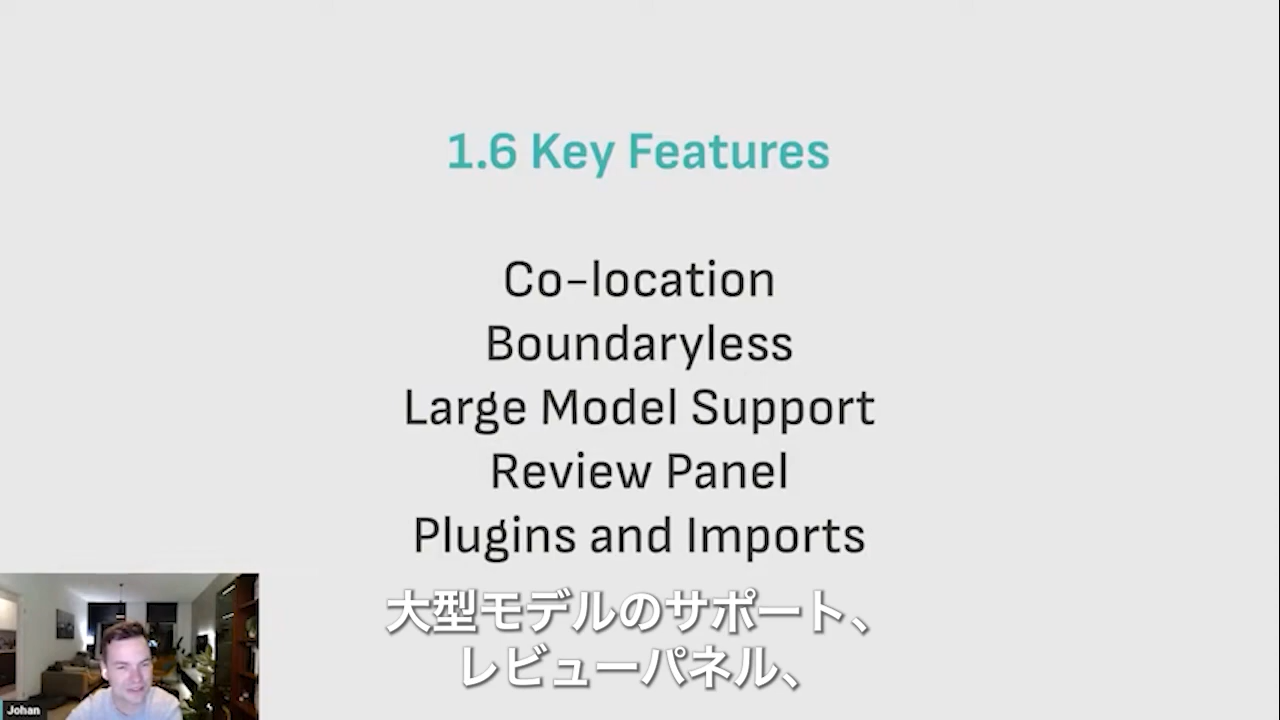 1.6 Key Features
Co-location
Boundaryless
Large Model Support
Review Panel
Plugins and Imports
大型モデルのサポート、
レビューパネル、
Johan